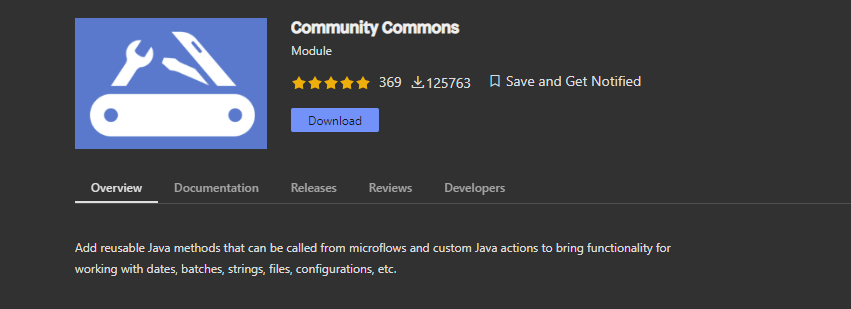 Community Commons
Module
369 125763 Save and Get Notified
Download
Overview Documentation Releases Reviews Developers
Add reusable Java methods that can be called from microflows and custom Java actions to bring functionality for
working with dates, batches, strings, files, configurations, etc.